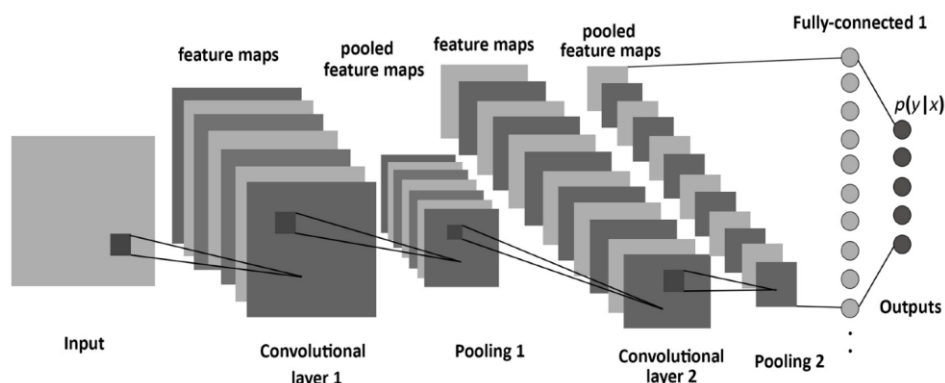 Fully-connected 1
feature maps
pooled
feature maps
feature maps
pooled
feature maps
p(y|x)
Outputs
Input
Convolutional
layer 1
Pooling 1
Convolutional
layer 2
Pooling 2